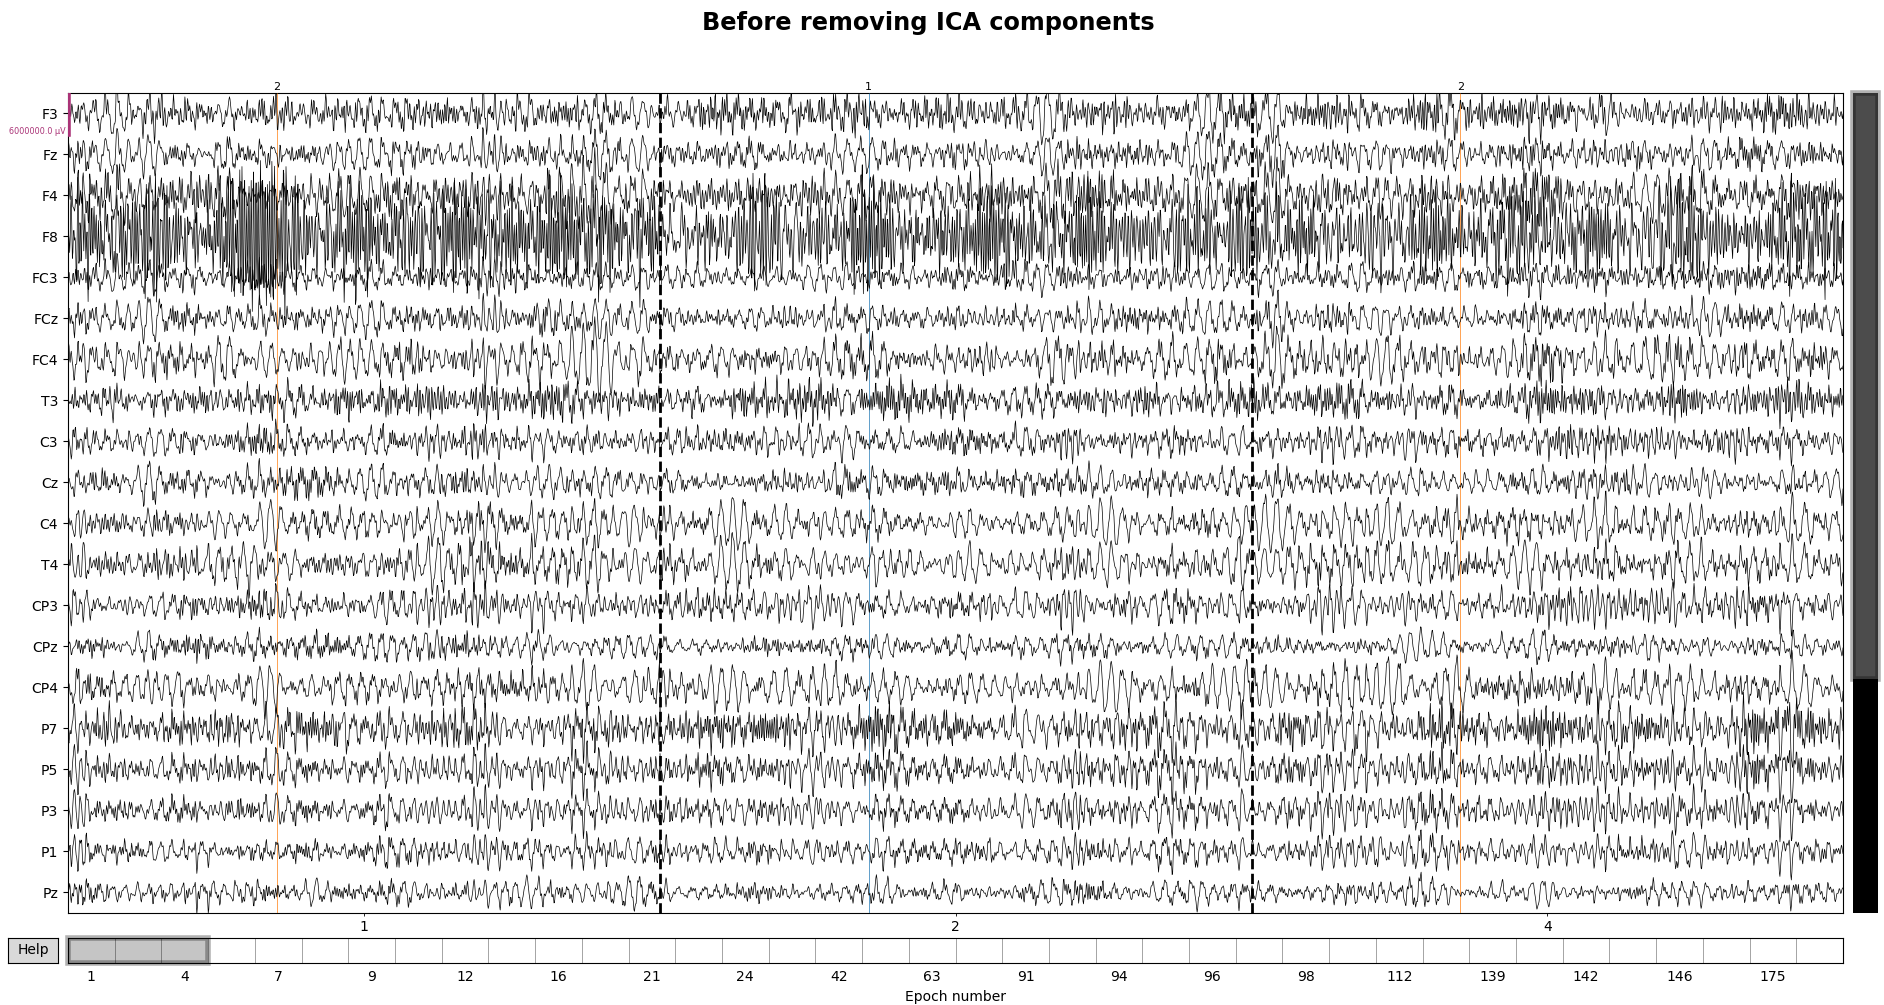 Before removing ICA components
2 1 2
F3
6000000.0 µV
Fz
F4
F8
FC3
FCz
FC4
T3
C3
Cz
C4
T4
CP3
CPz
CP4
P7
P5
P3
P1
Pz
1 2 4
Help
1 4 7 9 12 16 21 24 42 63 91 94 96 98 112 139 142 146 175
Epoch number